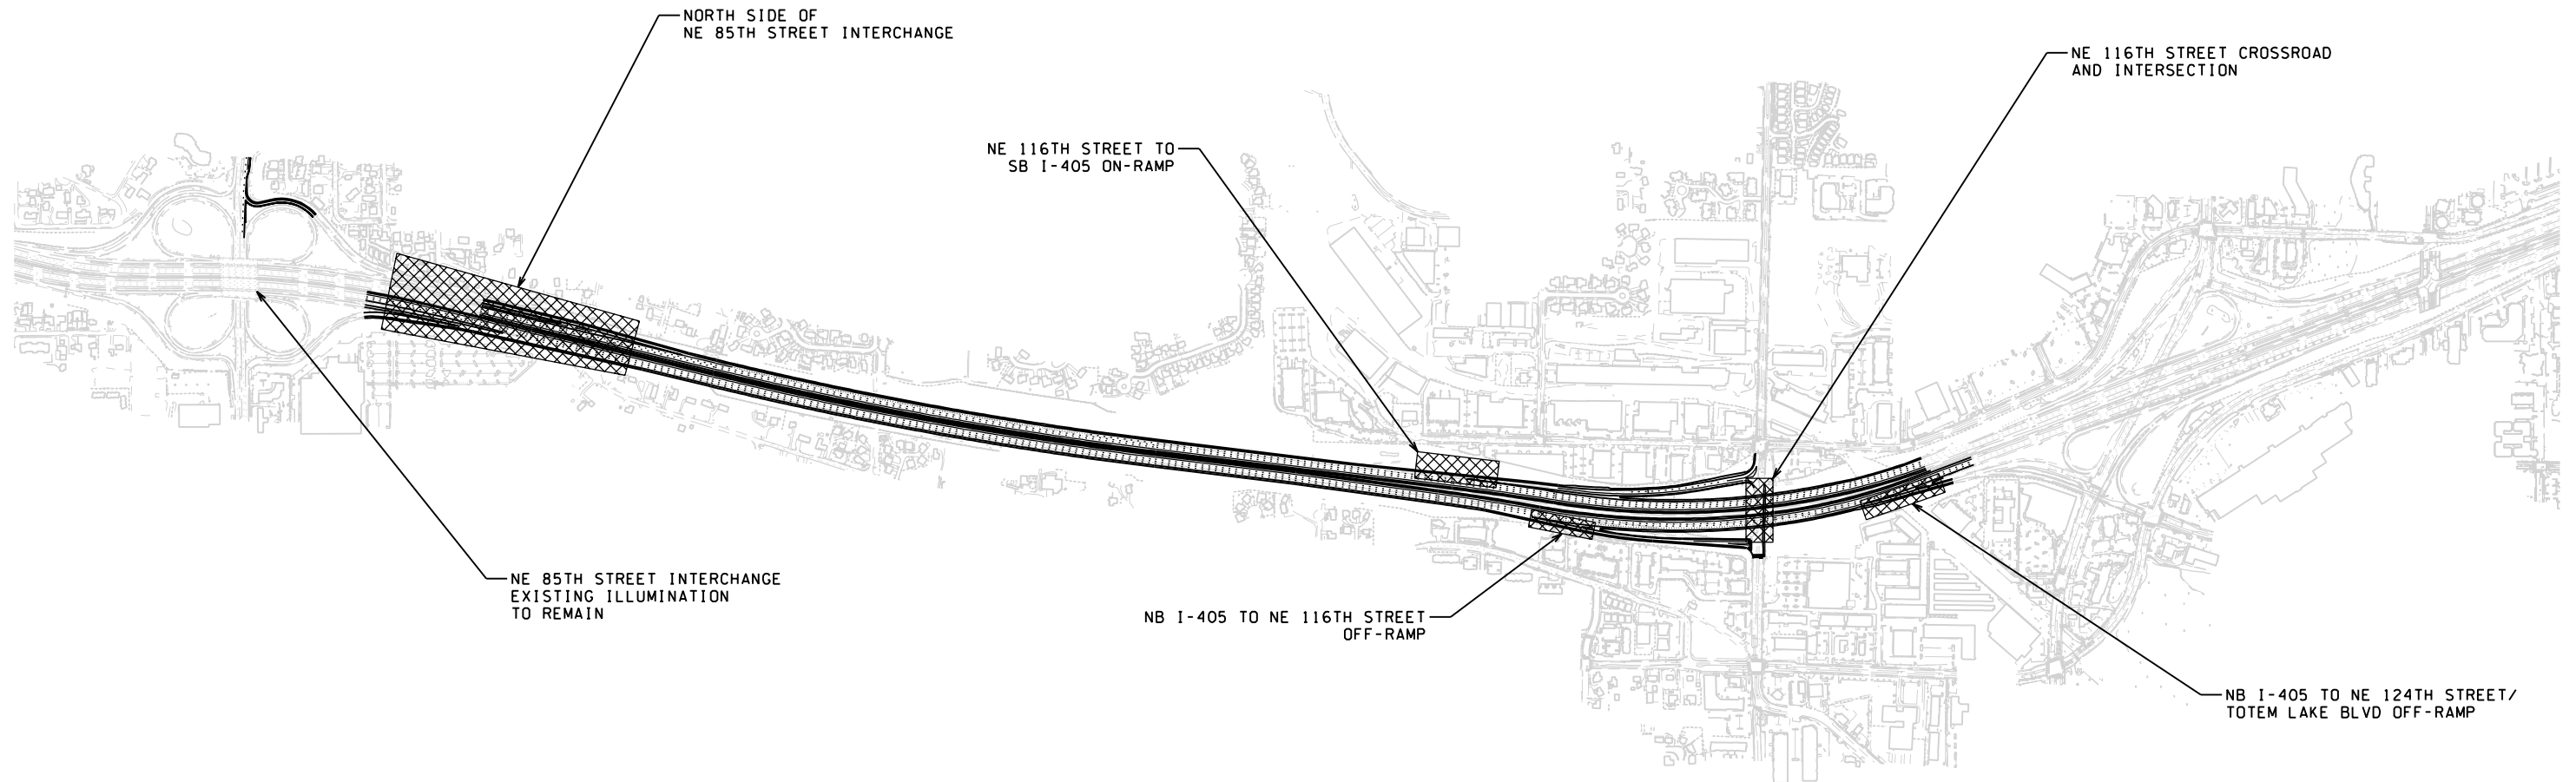 NORTH SIDE OF
NE 85TH STREET INTERCHANGE
NE 116TH STREET CROSSROAD
AND INTERSECTION
NE 116TH STREET TO
SB I-405 ON-RAMP
NE 85TH STREET INTERCHANGE
EXISTING ILLUMINATION
TO REMAIN
NB I-405 TO NE 116TH STREET
OFF-RAMP
NB I-405 TO NE 124TH STREET/
TOTEM LAKE BLVD OFF-RAMP